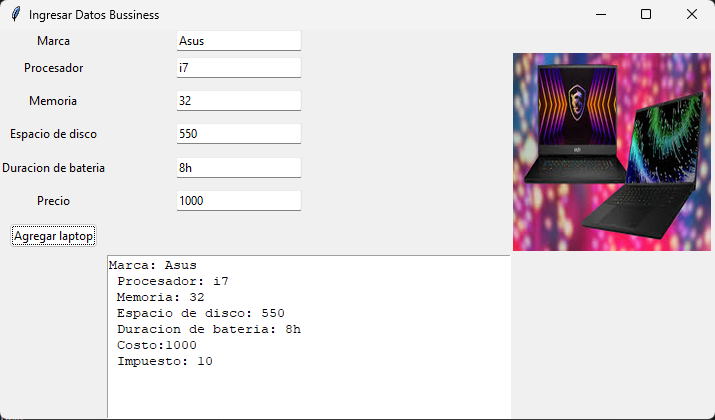 Ingresar Datos Bussiness
Marca Asus
Procesador i7
Memoria 32
Espacio de disco 550
Duracion de bateria 8h
Precio 1000
Agregar laptop
Marca: Asus
Procesador: i7
Memoria: 32
Espacio de disco: 550
Duracion de bateria: 8h
Costo:1000
Impuesto: 10